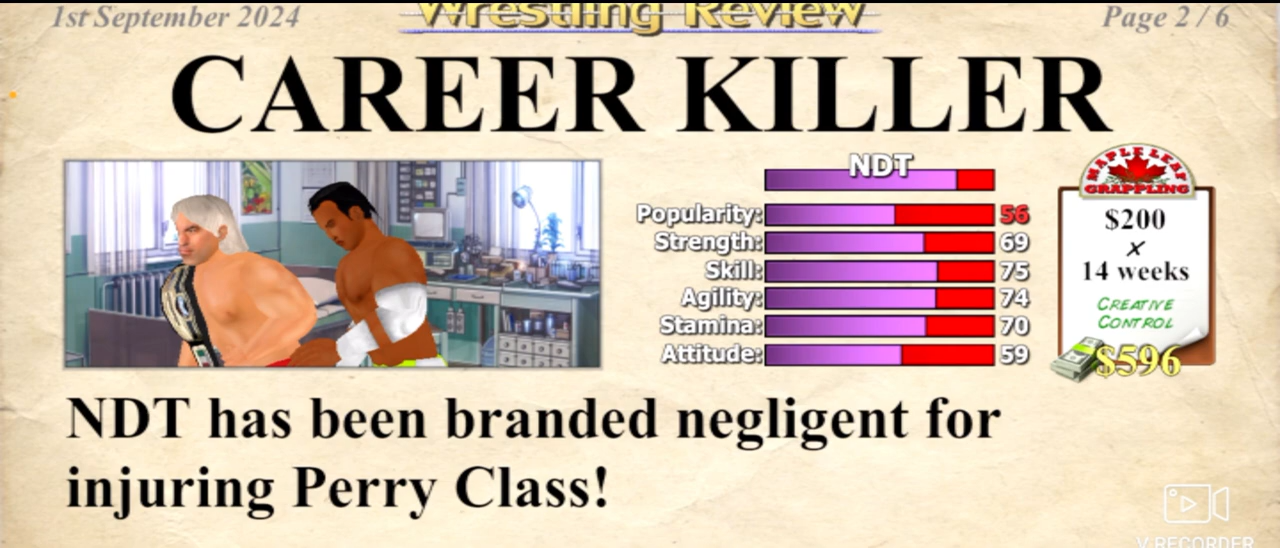 1st September 2024
Wrestling Review
Page 2 / 6
CAREER KILLER
NDT
Popularity: 56
Strength: 69
Skill: 75
Agility: 74
Stamina: 70
Attitude: 59
MAPLE LEAF
GRAPPLING
$200
x
14 weeks
CREATIVE
CONTROL
$596
NDT has been branded negligent for
injuring Perry Class!
V RECORDER